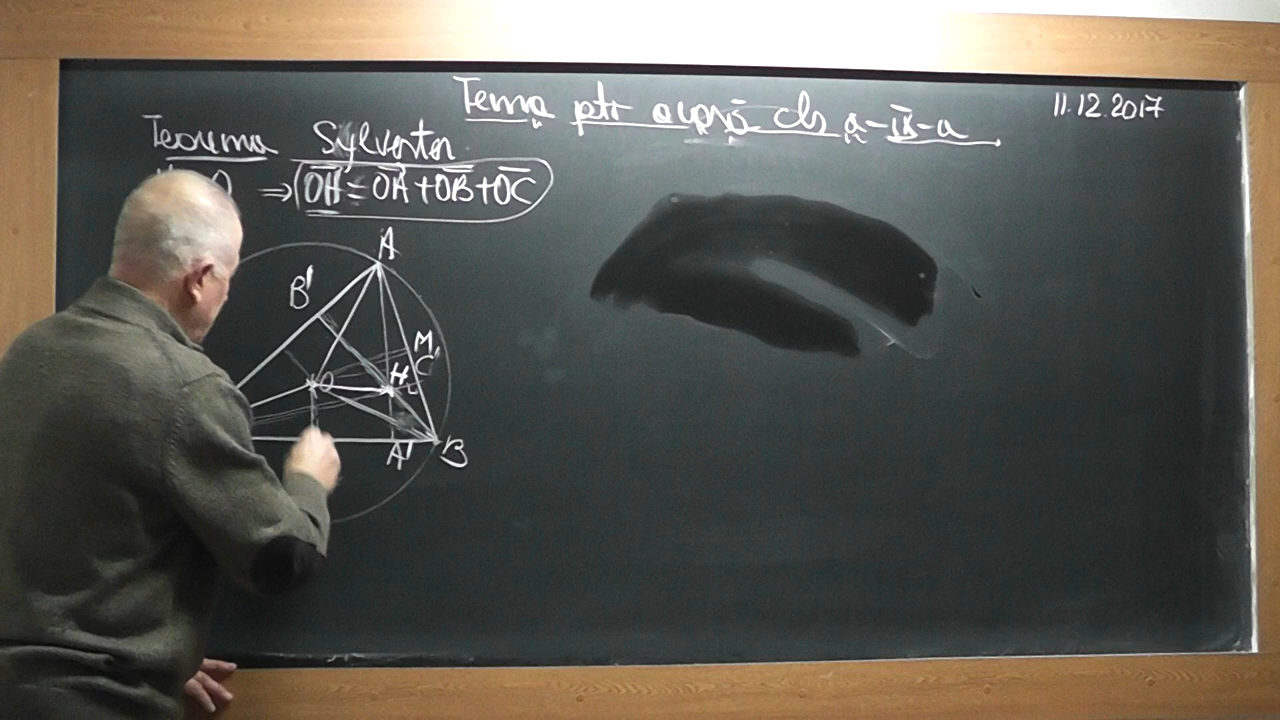 Tema ptr acasă cls a-IX-a
11.12.2017
Teorema Sylvester
⇒ OH = OA + OB + OC
A
B'
M
C'
O
H
A'
B